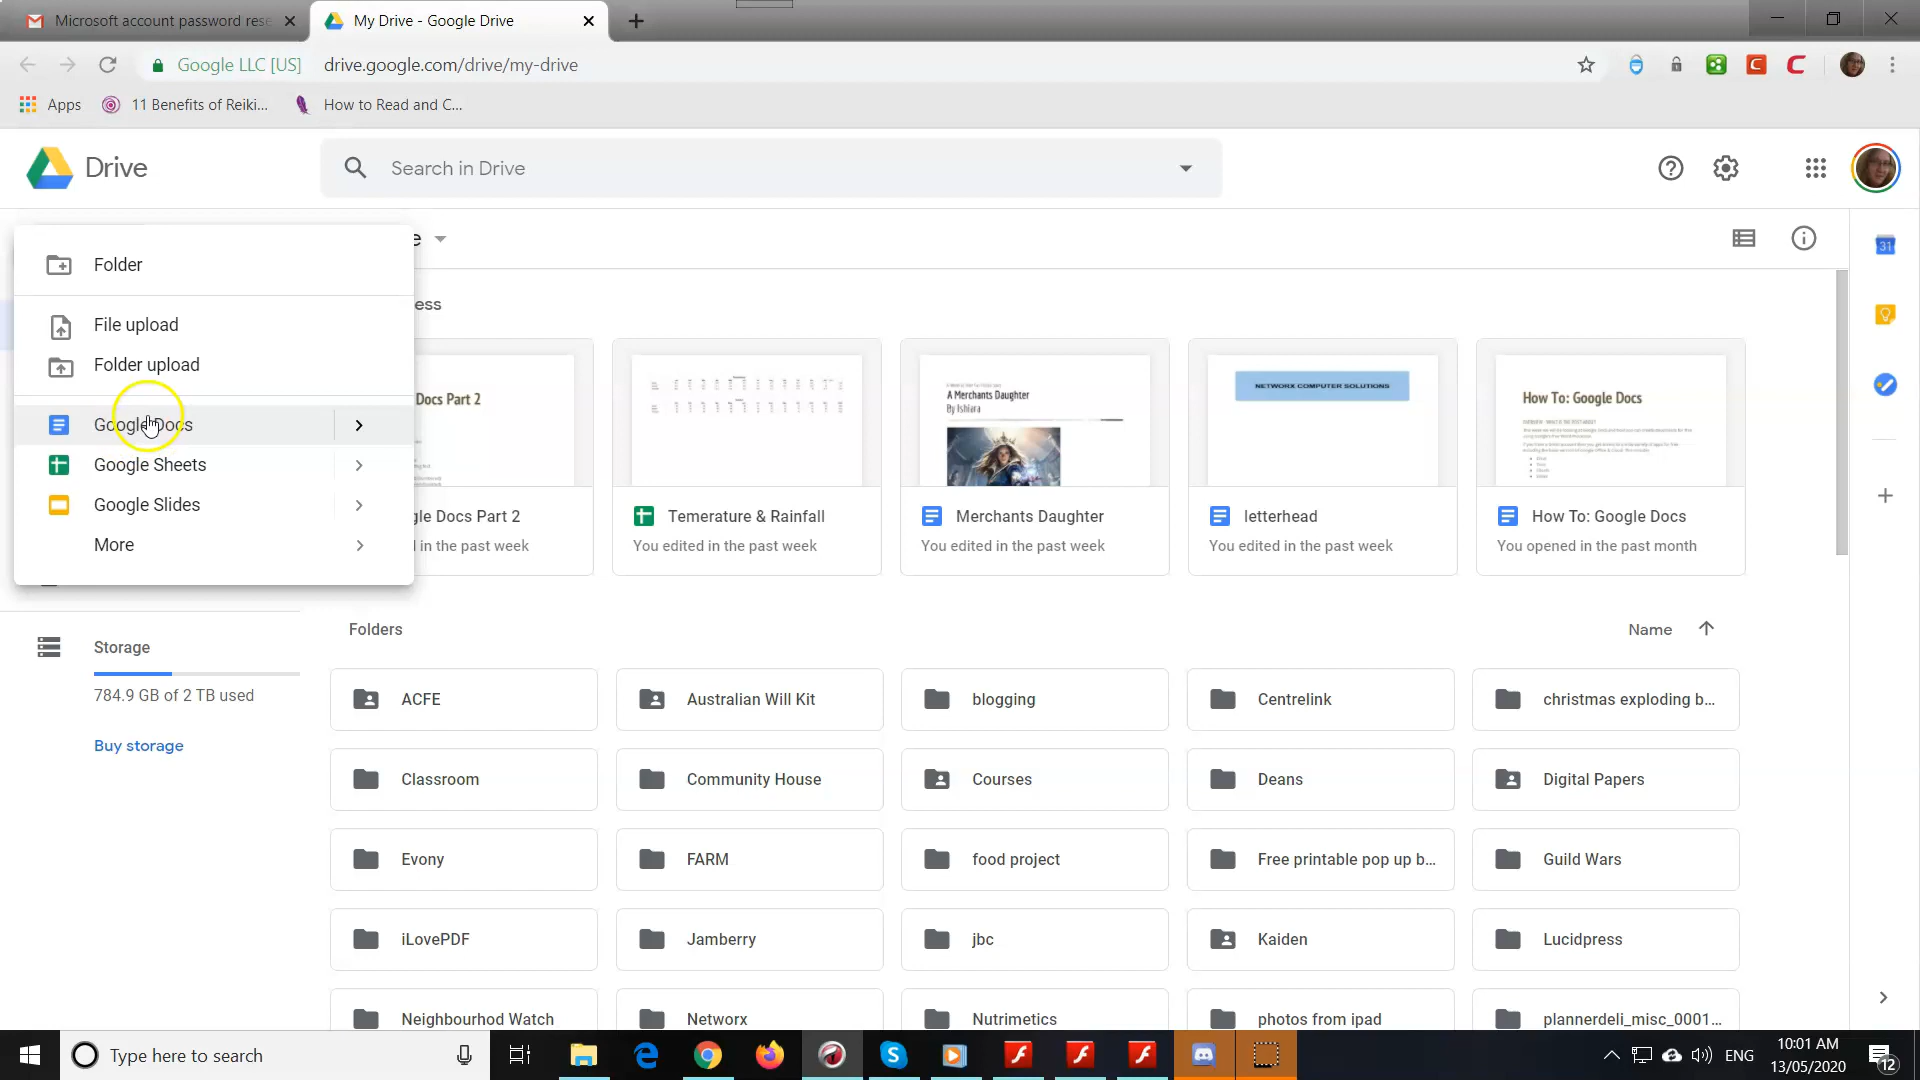 Microsoft account password rese
My Drive - Google Drive
Google LLC [US]
drive.google.com/drive/my-drive
Apps
11 Benefits of Reiki...
How to Read and C...
Drive
Search in Drive
e
Folder
File upload
Folder upload
Google Docs
Google Sheets
Google Slides
More
ess
Docs Part 2
A Merchants Daughter
By Ishiara
NETWORX COMPUTER SOLUTIONS
How To: Google Docs
gle Docs Part 2
d in the past week
Temerature & Rainfall
You edited in the past week
Merchants Daughter
You edited in the past week
letterhead
You edited in the past week
How To: Google Docs
You opened in the past month
31
Storage
784.9 GB of 2 TB used
Buy storage
Folders
Name
ACFE
Australian Will Kit
blogging
Centrelink
christmas exploding b...
Classroom
Community House
Courses
Deans
Digital Papers
Evony
FARM
food project
Free printable pop up b...
Guild Wars
iLovePDF
Jamberry
jbc
Kaiden
Lucidpress
Neighbourhod Watch
Networx
Nutrimetics
photos from ipad
plannerdeli_misc_0001...
Type here to search
ENG
10:01 AM
13/05/2020
12